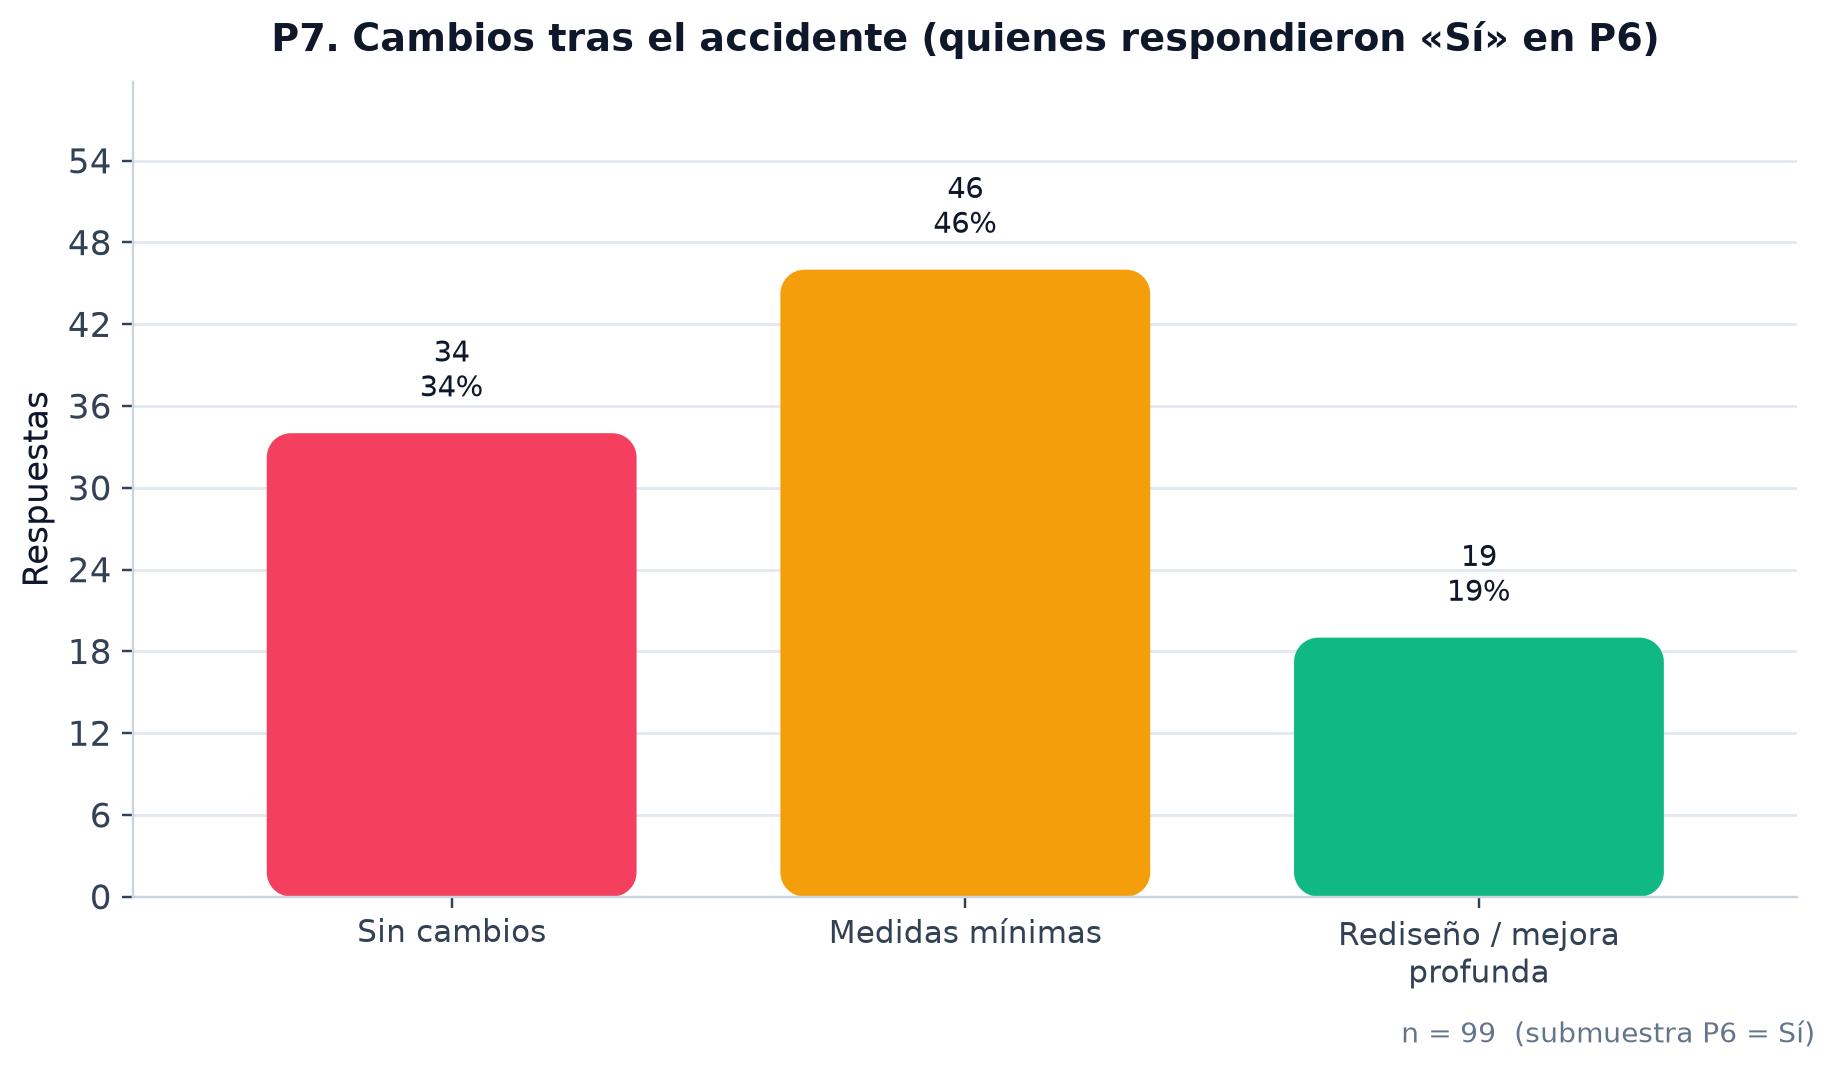 P7. Cambios tras el accidente (quienes respondieron «Sí» en P6)
Respuestas
54
48
42
36
30
24
18
12
6
0
34
34%
46
46%
19
19%
Sin cambios
Medidas mínimas
Rediseño / mejora
profunda
n = 99 (submuestra P6 = Sí)